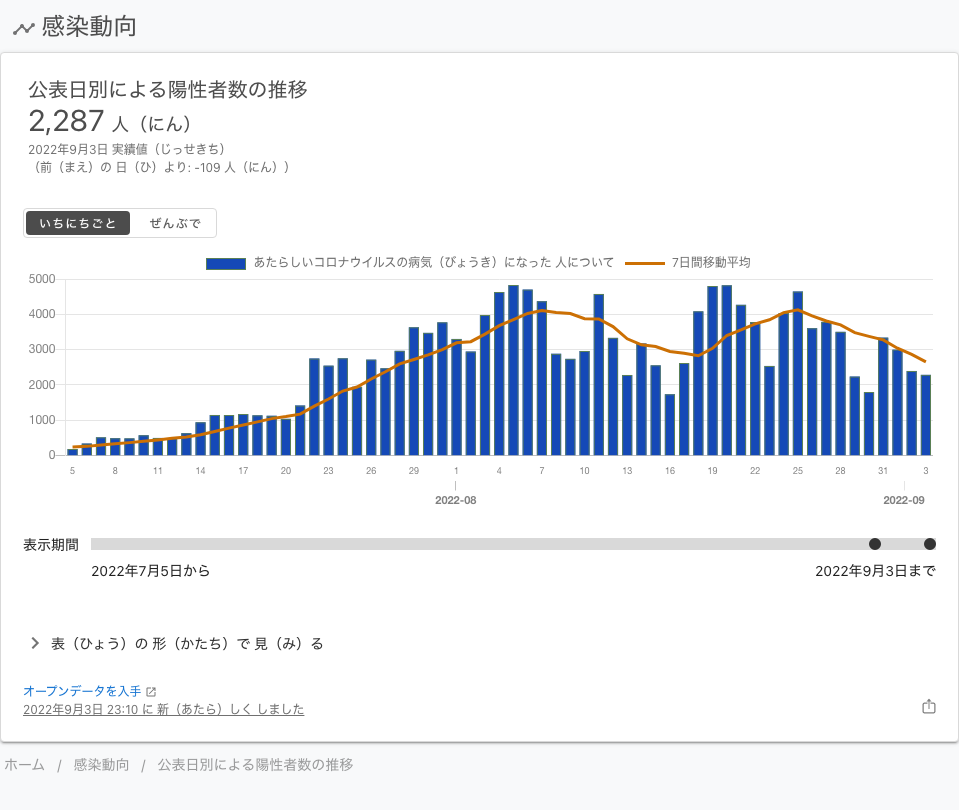 感染動向
公表日別による陽性者数の推移
2,287 人（にん）
2022年9月3日 実績値（じっせきち）
（前（まえ）の 日（ひ）より: -109 人（にん））
いちにちごと ぜんぶで
あたらしいコロナウイルスの病気（びょうき）になった 人について 7日間移動平均
5000
4000
3000
2000
1000
0
5 8 11 14 17 20 23 26 29 1 4 7 10 13 16 19 22 25 28 31 3
2022-08 2022-09
表示期間
2022年7月5日から 2022年9月3日まで
表（ひょう）の 形（かたち）で 見（み）る
オープンデータを入手
2022年9月3日 23:10 に 新（あたら）しく しました
ホーム / 感染動向 / 公表日別による陽性者数の推移